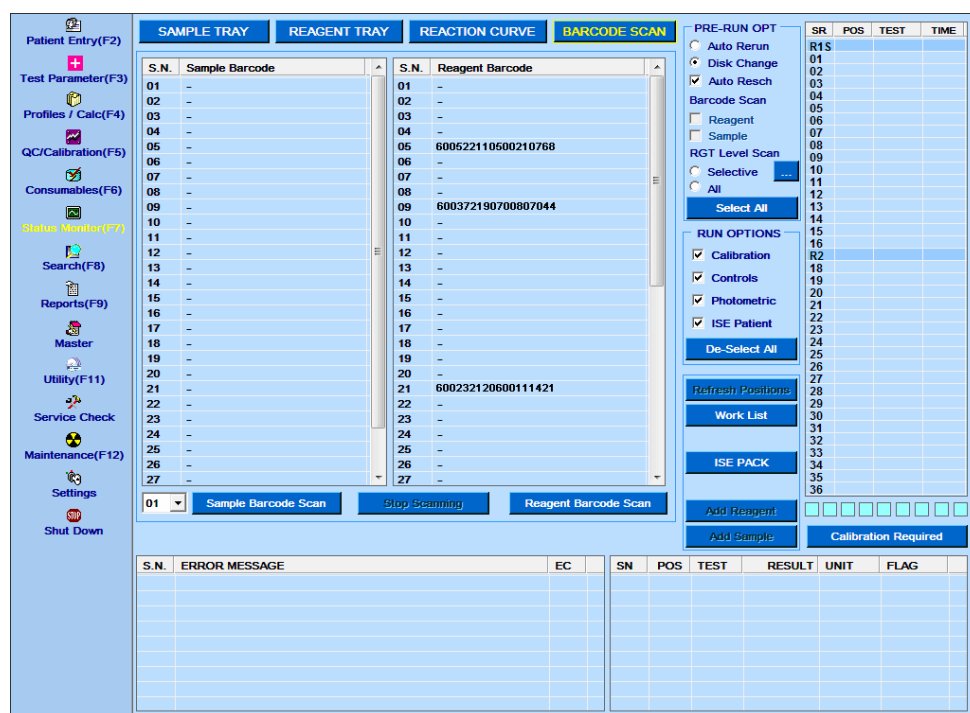 Patient Entry(F2)
Test Parameter(F3)
Profiles / Calc(F4)
QC/Calibration(F5)
Consumables(F6)
Status Monitor(F7)
Search(F8)
Reports(F9)
Master
Utility(F11)
Service Check
Maintenance(F12)
Settings
STOP
Shut Down
SAMPLE TRAY REAGENT TRAY REACTION CURVE BARCODE SCAN
S.N. Sample Barcode
01 -
02 -
03 -
04 -
05 -
06 -
07 -
08 -
09 -
10 -
11 -
12 -
13 -
14 -
15 -
16 -
17 -
18 -
19 -
20 -
21 -
22 -
23 -
24 -
25 -
26 -
27 -
S.N. Reagent Barcode
01 -
02 -
03 -
04 -
05 600522110500210768
06 -
07 -
08 -
09 600372190700807044
10 -
11 -
12 -
13 -
14 -
15 -
16 -
17 -
18 -
19 -
20 -
21 600232120600111421
22 -
23 -
24 -
25 -
26 -
27 -
01 Sample Barcode Scan Stop Scanning Reagent Barcode Scan
PRE-RUN OPT
Auto Rerun
Disk Change
Auto Resch
Barcode Scan
Reagent
Sample
RGT Level Scan
Selective ...
All
Select All
RUN OPTIONS
Calibration
Controls
Photometric
ISE Patient
De-Select All
Refresh Positions
Work List
ISE PACK
Add Reagent
Add Sample
SR POS TEST TIME
R1S
01
02
03
04
05
06
07
08
09
10
11
12
13
14
15
16
R2
18
19
20
21
22
23
24
25
26
27
28
29
30
31
32
33
34
35
36
Calibration Required
S.N. ERROR MESSAGE EC
SN POS TEST RESULT UNIT FLAG